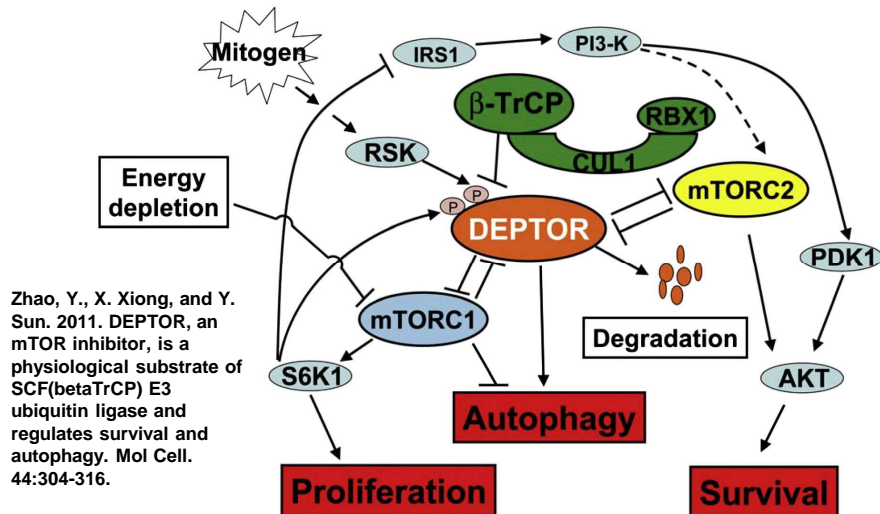 Mitogen
IRS1
PI3-K
β-TrCP
RBX1
CUL1
RSK
Energy
depletion
P
P
mTORC2
DEPTOR
PDK1
Zhao, Y., X. Xiong, and Y.
Sun. 2011. DEPTOR, an
mTOR inhibitor, is a
physiological substrate of
SCF(betaTrCP) E3
ubiquitin ligase and
regulates survival and
autophagy. Mol Cell.
44:304-316.
mTORC1
Degradation
S6K1
AKT
Autophagy
Proliferation
Survival